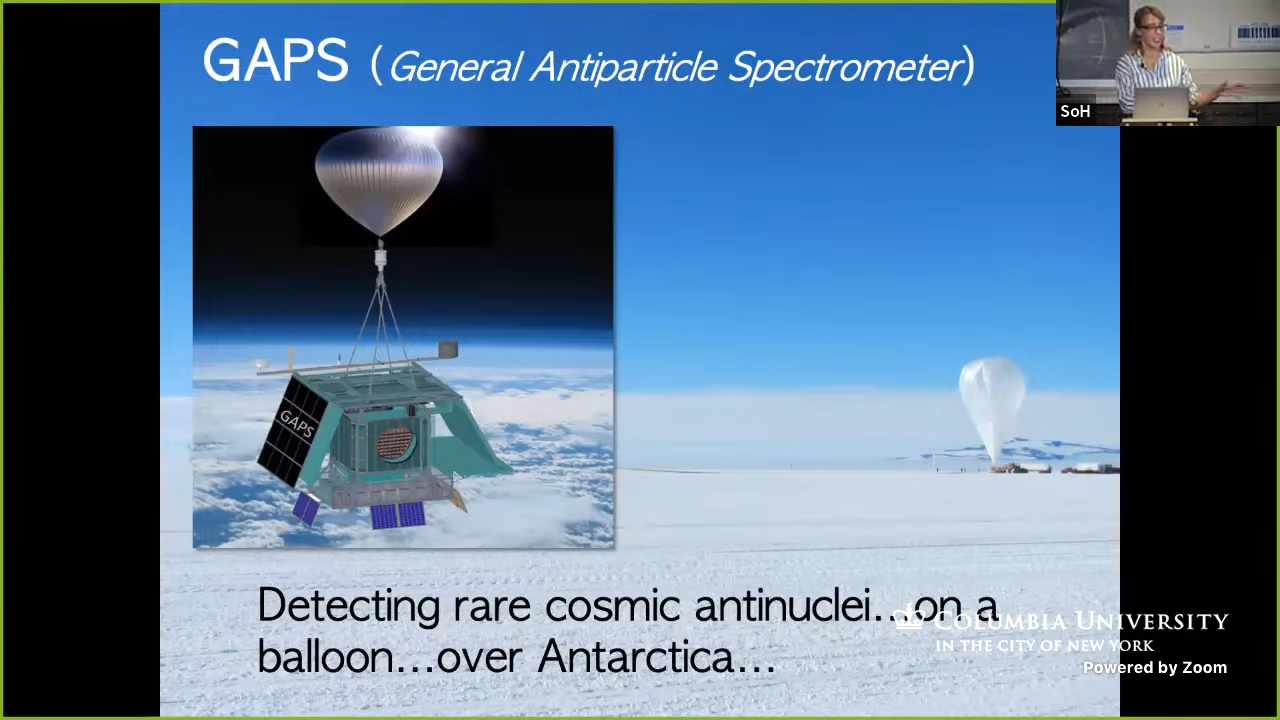 GAPS (General Antiparticle Spectrometer)
SoH
GAPS
Detecting rare cosmic antinuclei...on a
balloon...over Antarctica...
COLUMBIA UNIVERSITY
IN THE CITY OF NEW YORK
Powered by Zoom